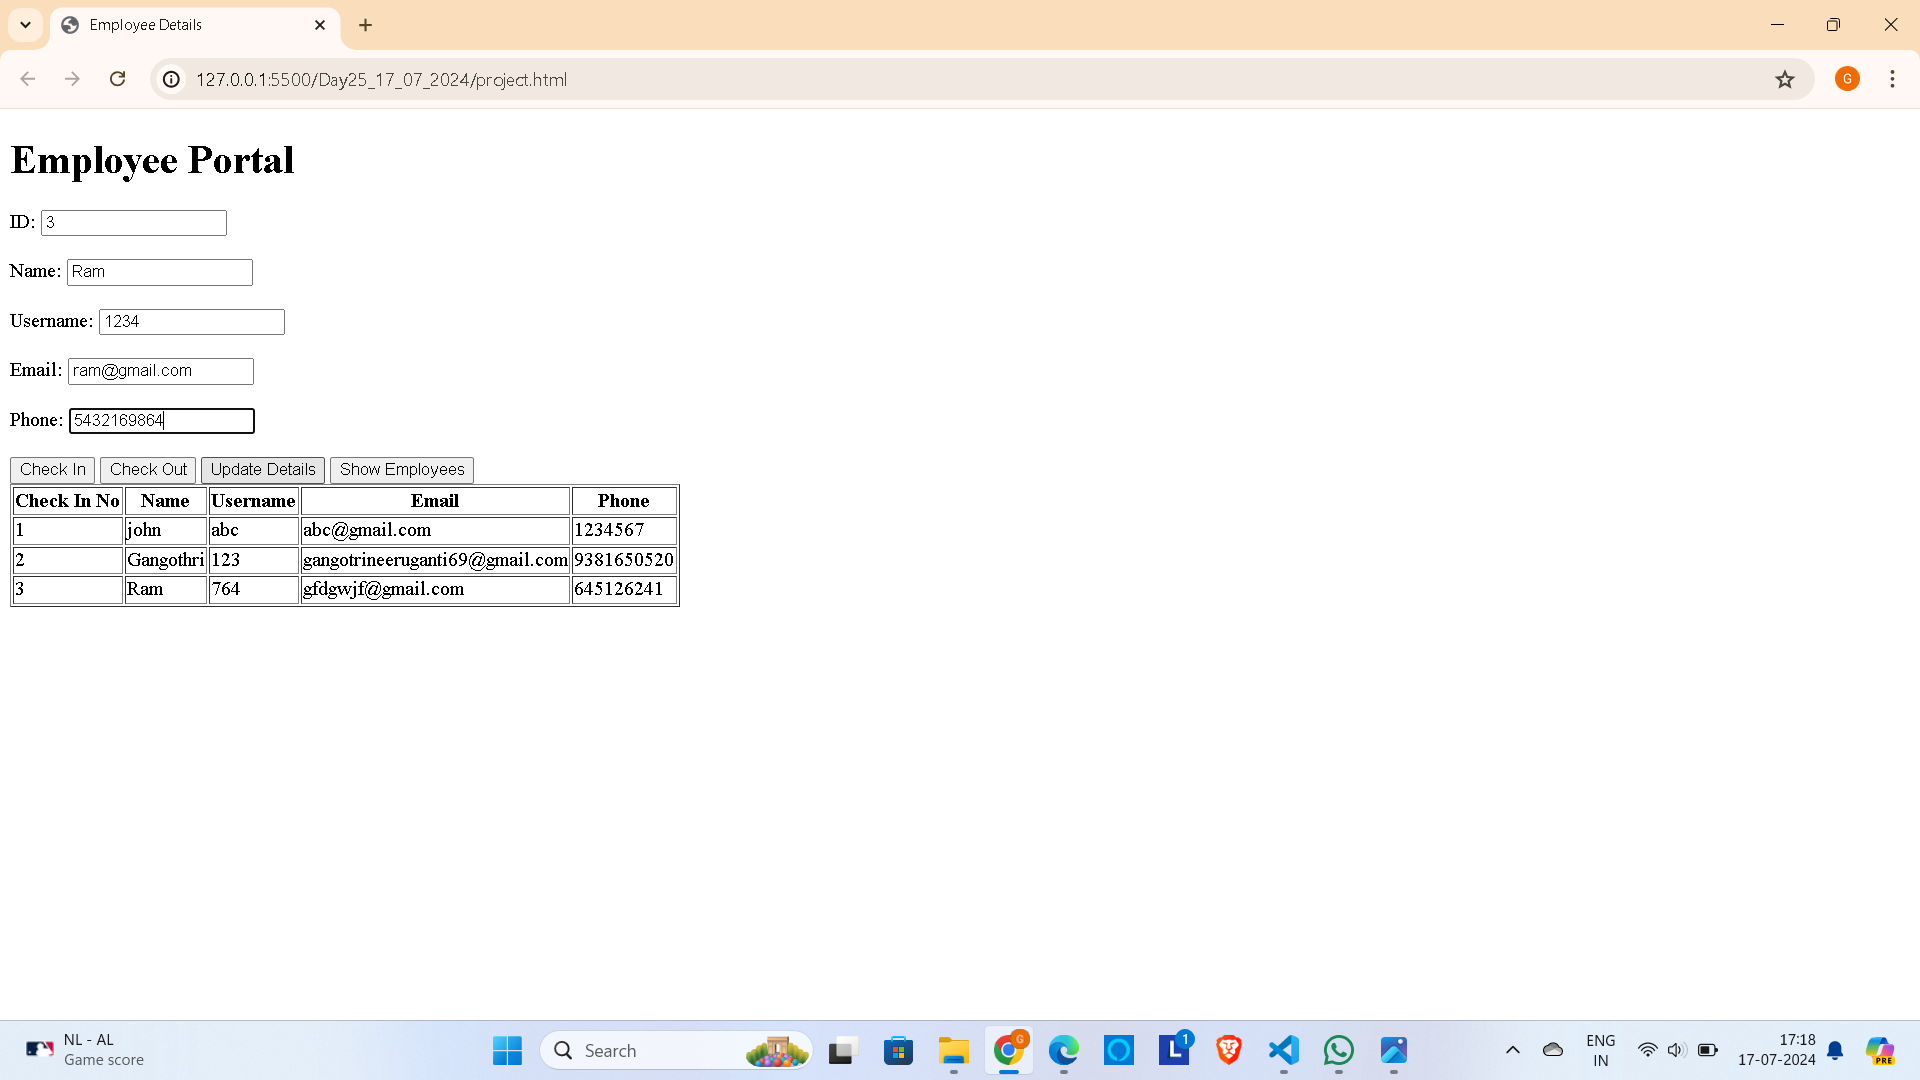 Employee Details
127.0.0.1:5500/Day25_17_07_2024/project.html
G
Employee Portal
ID: 3
Name: Ram
Username: 1234
Email: ram@gmail.com
Phone: 5432169864
Check In Check Out Update Details Show Employees
Check In No Name Username Email Phone
1 john abc abc@gmail.com 1234567
2 Gangothri 123 gangotrineeruganti69@gmail.com 9381650520
3 Ram 764 gfdgwjf@gmail.com 645126241
NL - AL
Game score
Search
G
L
1
ENG
IN
17:18
17-07-2024
PRE